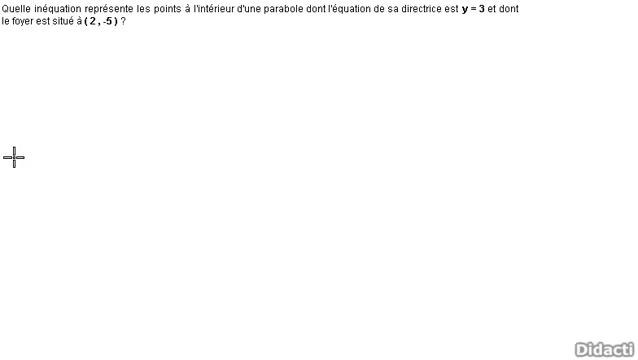 Quelle inéquation représente les points à l'intérieur d'une parabole dont l'équation de sa directrice est y = 3 et dont
le foyer est situé à ( 2 , -5 ) ?
Didacti